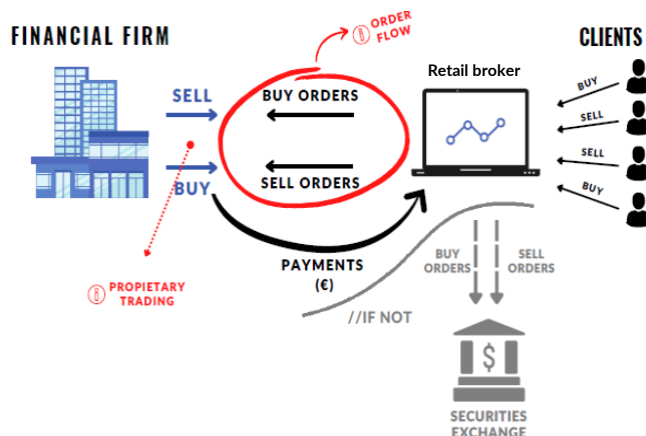 ⓘ ORDER
FLOW
FINANCIAL FIRM
CLIENTS
Retail broker
SELL
BUY ORDERS
BUY
SELL
SELL
BUY
BUY
SELL ORDERS
PAYMENTS
(€)
BUY
ORDERS
SELL
ORDERS
ⓘ PROPIETARY
TRADING
//IF NOT
$
SECURITIES
EXCHANGE